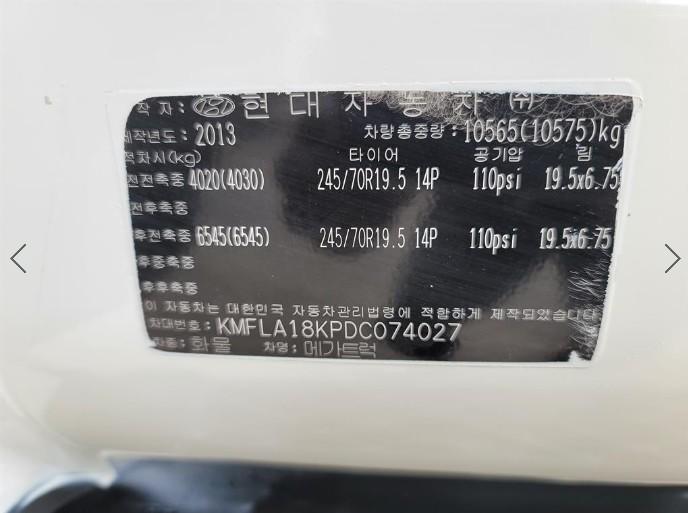 작 자: 현 대 자 동 차 ㈜
제작년도: 2013 차량총중량: 10565(10575)kg
적차시(kg) 타이어 공기압 림
전전축중 4020(4030) 245/70R19.5 14P 110psi 19.5x6.75
전후축중
후전축중 6545(6545) 245/70R19.5 14P 110psi 19.5x6.75
후중축중
후후축중
이 자동차는 대한민국 자동차관리법령에 적합하게 제작되었습니다
차대번호: KMFLA18KPDC074027
차종: 화물 차명: 메가트럭